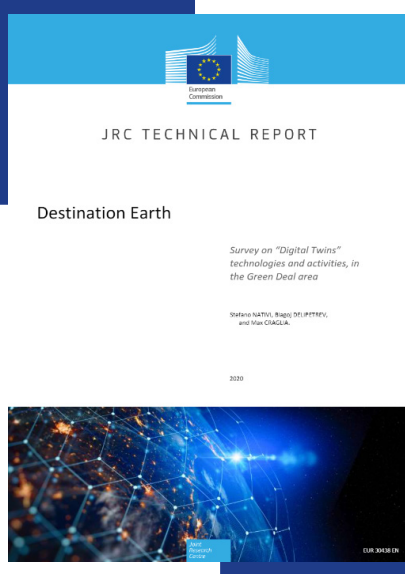 European
Commission
JRC TECHNICAL REPORT
Destination Earth
Survey on “Digital Twins”
technologies and activities, in
the Green Deal area
Stefano NATIVI, Blagoj DELIPETREV,
and Max CRAGLIA.
2020
Joint
Research
Centre
EUR 30438 EN